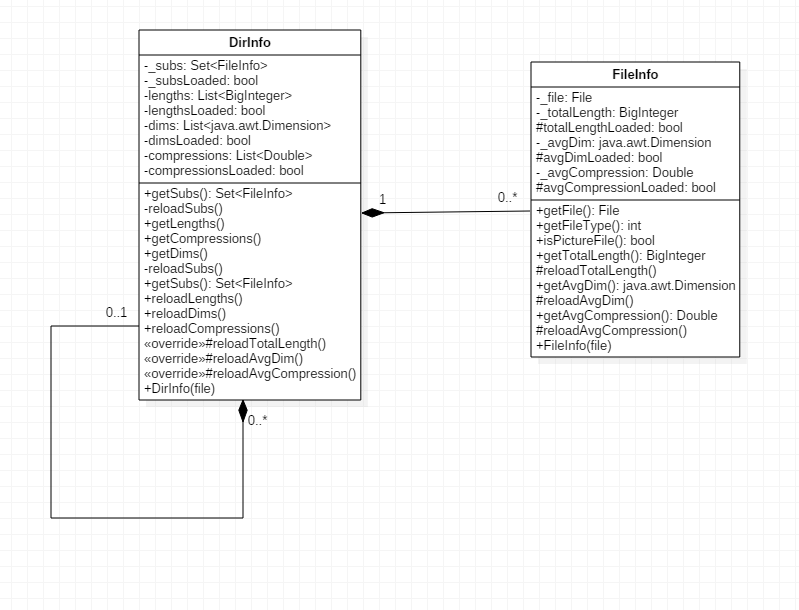 DirInfo
-_subs: Set<FileInfo>
-_subsLoaded: bool
-lengths: List<BigInteger>
-lengthsLoaded: bool
-dims: List<java.awt.Dimension>
-dimsLoaded: bool
-compressions: List<Double>
-compressionsLoaded: bool
+getSubs(): Set<FileInfo>
-reloadSubs()
+getLengths()
+getCompressions()
+getDims()
-reloadSubs()
+getSubs(): Set<FileInfo>
+reloadLengths()
+reloadDims()
+reloadCompressions()
«override»#reloadTotalLength()
«override»#reloadAvgDim()
«override»#reloadAvgCompression()
+DirInfo(file)
1
0..*
FileInfo
-_file: File
-_totalLength: BigInteger
#totalLengthLoaded: bool
-_avgDim: java.awt.Dimension
#avgDimLoaded: bool
-_avgCompression: Double
#avgCompressionLoaded: bool
+getFile(): File
+getFileType(): int
+isPictureFile(): bool
+getTotalLength(): BigInteger
#reloadTotalLength()
+getAvgDim(): java.awt.Dimension
#reloadAvgDim()
+getAvgCompression(): Double
#reloadAvgCompression()
+FileInfo(file)
0..1
0..*